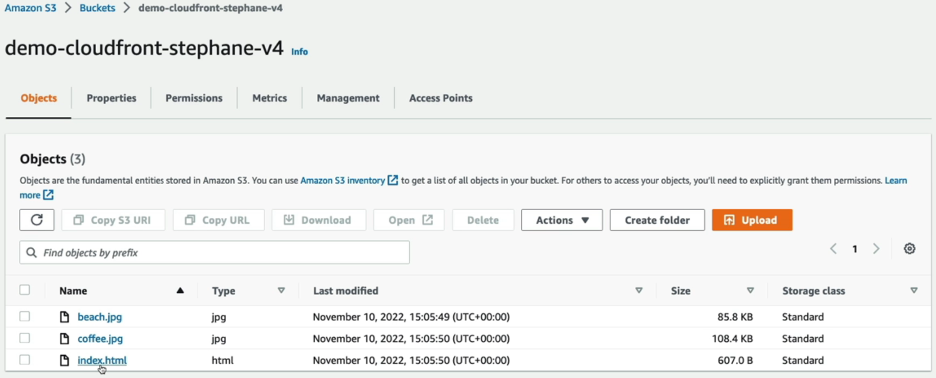 Amazon S3 > Buckets > demo-cloudfront-stephane-v4
demo-cloudfront-stephane-v4 Info
Objects Properties Permissions Metrics Management Access Points
Objects (3)
Objects are the fundamental entities stored in Amazon S3. You can use Amazon S3 inventory to get a list of all objects in your bucket. For others to access your objects, you'll need to explicitly grant them permissions. Learn
more
Copy S3 URI Copy URL Download Open Delete Actions Create folder Upload
Find objects by prefix
1
Name Type Last modified Size Storage class
beach.jpg jpg November 10, 2022, 15:05:49 (UTC+00:00) 85.8 KB Standard
coffee.jpg jpg November 10, 2022, 15:05:50 (UTC+00:00) 108.4 KB Standard
index.html html November 10, 2022, 15:05:50 (UTC+00:00) 607.0 B Standard